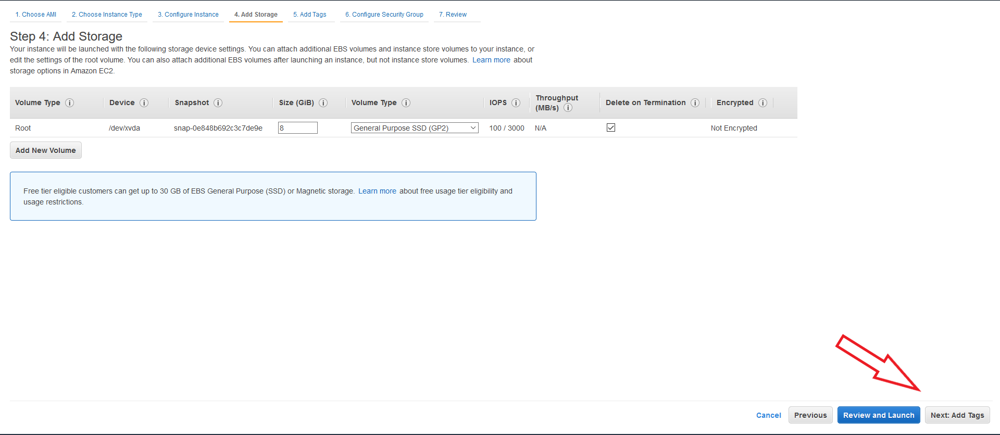 1. Choose AMI 2. Choose Instance Type 3. Configure Instance 4. Add Storage 5. Add Tags 6. Configure Security Group 7. Review
Step 4: Add Storage
Your instance will be launched with the following storage device settings. You can attach additional EBS volumes and instance store volumes to your instance, or
edit the settings of the root volume. You can also attach additional EBS volumes after launching an instance, but not instance store volumes. Learn more about
storage options in Amazon EC2.
Volume Type i Device i Snapshot i Size (GiB) i Volume Type i IOPS i Throughput (MB/s) i Delete on Termination i Encrypted i
Root /dev/xvda snap-0e848b692c3c7de9e 8 General Purpose SSD (GP2) 100 / 3000 N/A Not Encrypted
Add New Volume
Free tier eligible customers can get up to 30 GB of EBS General Purpose (SSD) or Magnetic storage. Learn more about free usage tier eligibility and
usage restrictions.
Cancel Previous Review and Launch Next: Add Tags